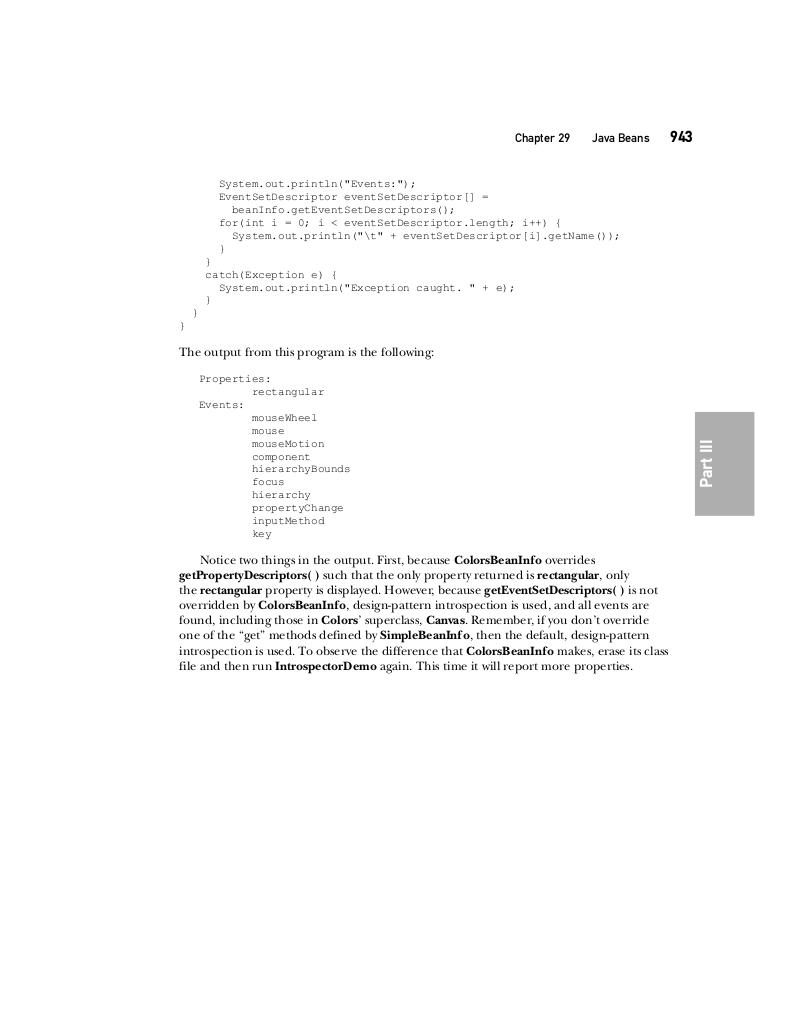 Chapter 29 Java Beans 943
System.out.println("Events:");
EventSetDescriptor eventSetDescriptor[] =
beanInfo.getEventSetDescriptors();
for(int i = 0; i < eventSetDescriptor.length; i++) {
System.out.println("\t" + eventSetDescriptor[i].getName());
}
}
catch(Exception e) {
System.out.println("Exception caught. " + e);
}
}
}
The output from this program is the following:
Properties:
rectangular
Events:
mouseWheel
mouse
mouseMotion
component
hierarchyBounds
focus
hierarchy
propertyChange
inputMethod
key
Part III
Notice two things in the output. First, because ColorsBeanInfo overrides
getPropertyDescriptors( ) such that the only property returned is rectangular, only
the rectangular property is displayed. However, because getEventSetDescriptors( ) is not
overridden by ColorsBeanInfo, design-pattern introspection is used, and all events are
found, including those in Colors’ superclass, Canvas. Remember, if you don’t override
one of the “get” methods defined by SimpleBeanInfo, then the default, design-pattern
introspection is used. To observe the difference that ColorsBeanInfo makes, erase its class
file and then run IntrospectorDemo again. This time it will report more properties.